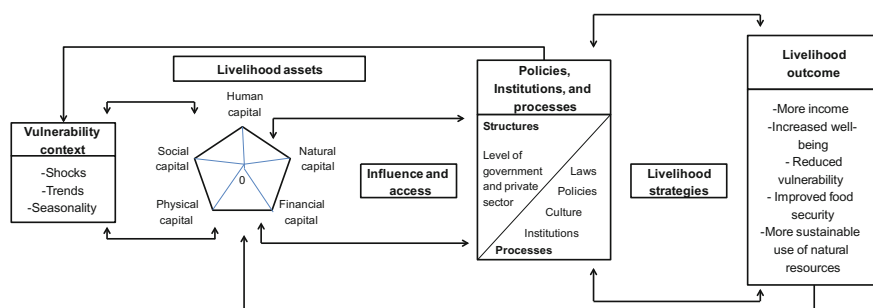 Livelihood assets
Human
capital
Social
capital
Natural
capital
0
Physical
capital
Financial
capital
Vulnerability
context
-Shocks
-Trends
-Seasonality
Influence and
access
Policies,
Institutions, and
processes
Structures
Level of
government
and private
sector
Laws
Policies
Culture
Institutions
Processes
Livelihood
strategies
Livelihood
outcome
-More income
-Increased well-
being
- Reduced
vulnerability
- Improved food
security
-More sustainable
use of natural
resources